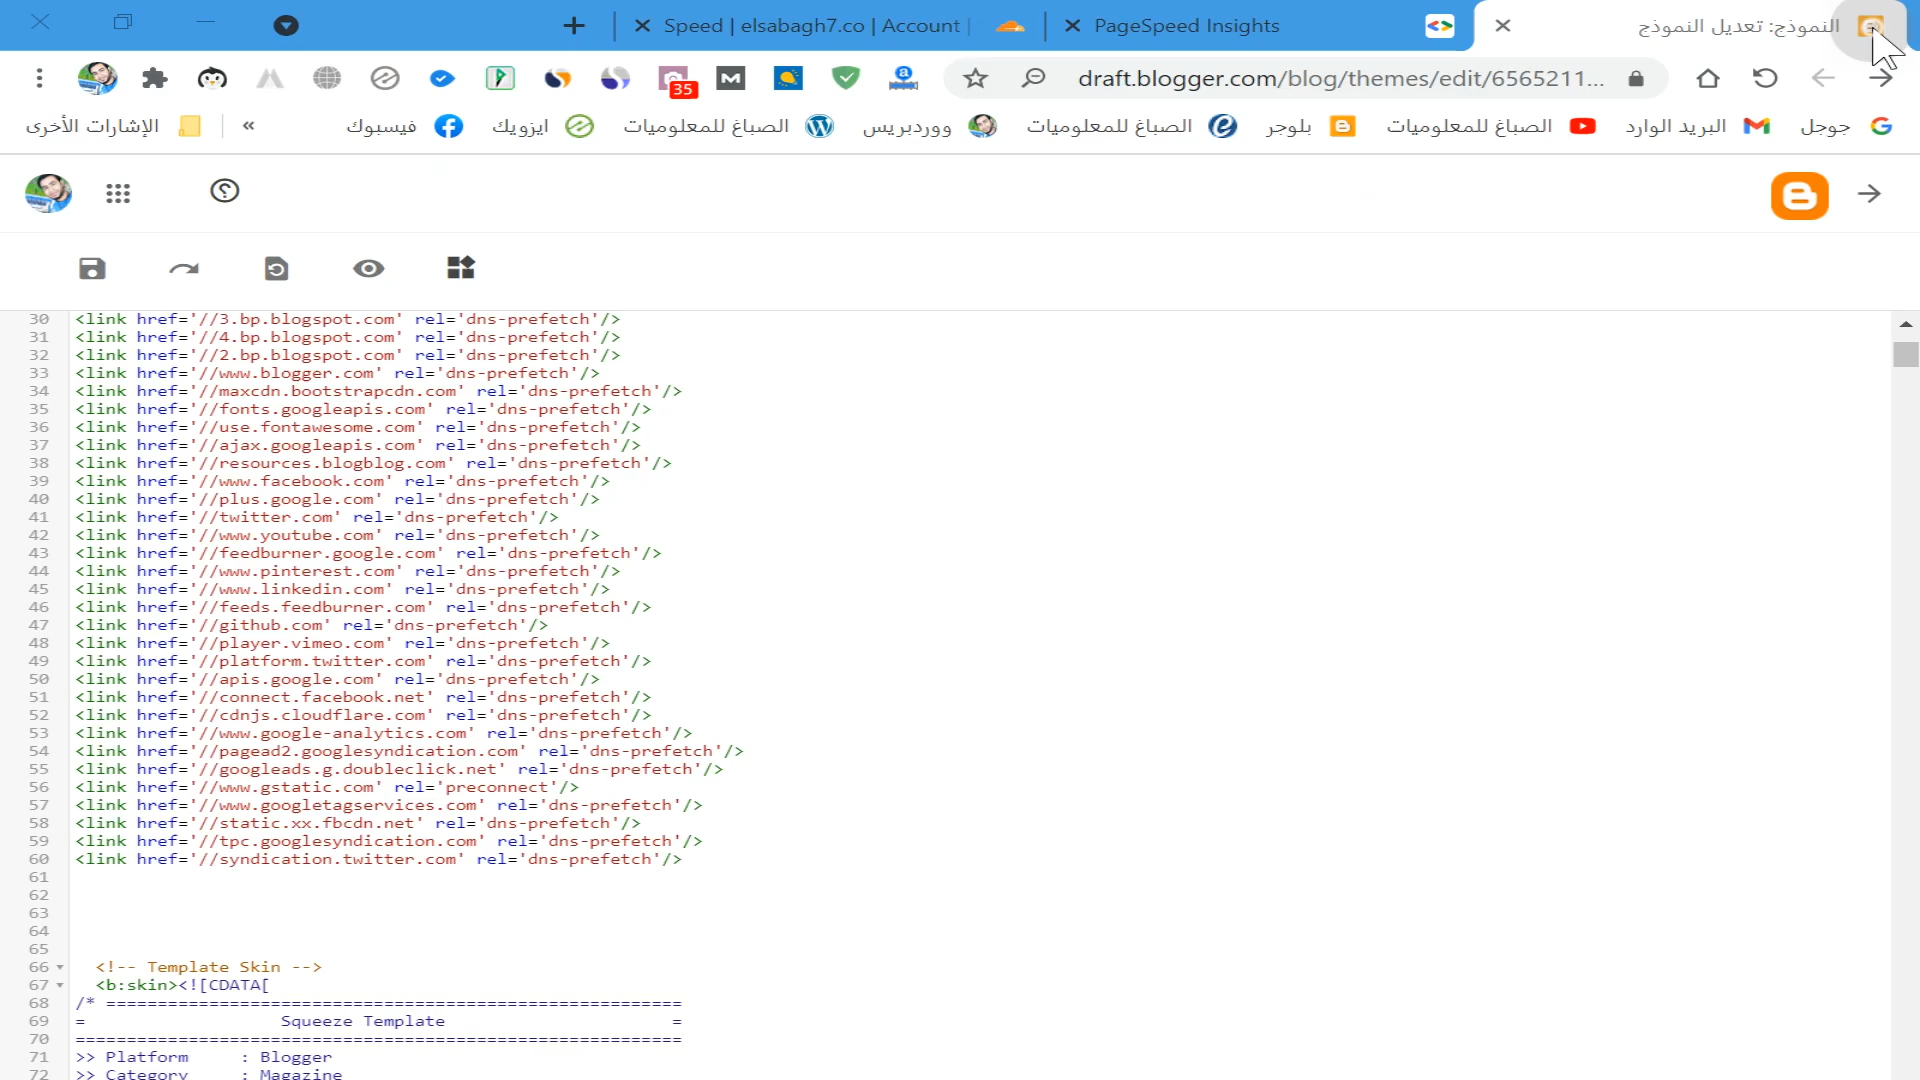 Speed | elsabagh7.co | Account
PageSpeed Insights
النموذج: تعديل النموذج
35
draft.blogger.com/blog/themes/edit/6565211...
جوجل
البريد الوارد
الصباغ للمعلوميات
بلوجر
الصباغ للمعلوميات
ووردبريس
الصباغ للمعلوميات
ايزويك
فيسبوك
«
الإشارات الأخرى
30 <link href='//3.bp.blogspot.com' rel='dns-prefetch'/>
31 <link href='//4.bp.blogspot.com' rel='dns-prefetch'/>
32 <link href='//2.bp.blogspot.com' rel='dns-prefetch'/>
33 <link href='//www.blogger.com' rel='dns-prefetch'/>
34 <link href='//maxcdn.bootstrapcdn.com' rel='dns-prefetch'/>
35 <link href='//fonts.googleapis.com' rel='dns-prefetch'/>
36 <link href='//use.fontawesome.com' rel='dns-prefetch'/>
37 <link href='//ajax.googleapis.com' rel='dns-prefetch'/>
38 <link href='//resources.blogblog.com' rel='dns-prefetch'/>
39 <link href='//www.facebook.com' rel='dns-prefetch'/>
40 <link href='//plus.google.com' rel='dns-prefetch'/>
41 <link href='//twitter.com' rel='dns-prefetch'/>
42 <link href='//www.youtube.com' rel='dns-prefetch'/>
43 <link href='//feedburner.google.com' rel='dns-prefetch'/>
44 <link href='//www.pinterest.com' rel='dns-prefetch'/>
45 <link href='//www.linkedin.com' rel='dns-prefetch'/>
46 <link href='//feeds.feedburner.com' rel='dns-prefetch'/>
47 <link href='//github.com' rel='dns-prefetch'/>
48 <link href='//player.vimeo.com' rel='dns-prefetch'/>
49 <link href='//platform.twitter.com' rel='dns-prefetch'/>
50 <link href='//apis.google.com' rel='dns-prefetch'/>
51 <link href='//connect.facebook.net' rel='dns-prefetch'/>
52 <link href='//cdnjs.cloudflare.com' rel='dns-prefetch'/>
53 <link href='//www.google-analytics.com' rel='dns-prefetch'/>
54 <link href='//pagead2.googlesyndication.com' rel='dns-prefetch'/>
55 <link href='//googleads.g.doubleclick.net' rel='dns-prefetch'/>
56 <link href='//www.gstatic.com' rel='preconnect'/>
57 <link href='//www.googletagservices.com' rel='dns-prefetch'/>
58 <link href='//static.xx.fbcdn.net' rel='dns-prefetch'/>
59 <link href='//tpc.googlesyndication.com' rel='dns-prefetch'/>
60 <link href='//syndication.twitter.com' rel='dns-prefetch'/>
61
62
63
64
65
66 <!-- Template Skin -->
67 <b:skin><![CDATA[
68 /* ========================================================
69 = Squeeze Template =
70 ===========================================================
71 >> Platform : Blogger
72 >> Category : Magazine